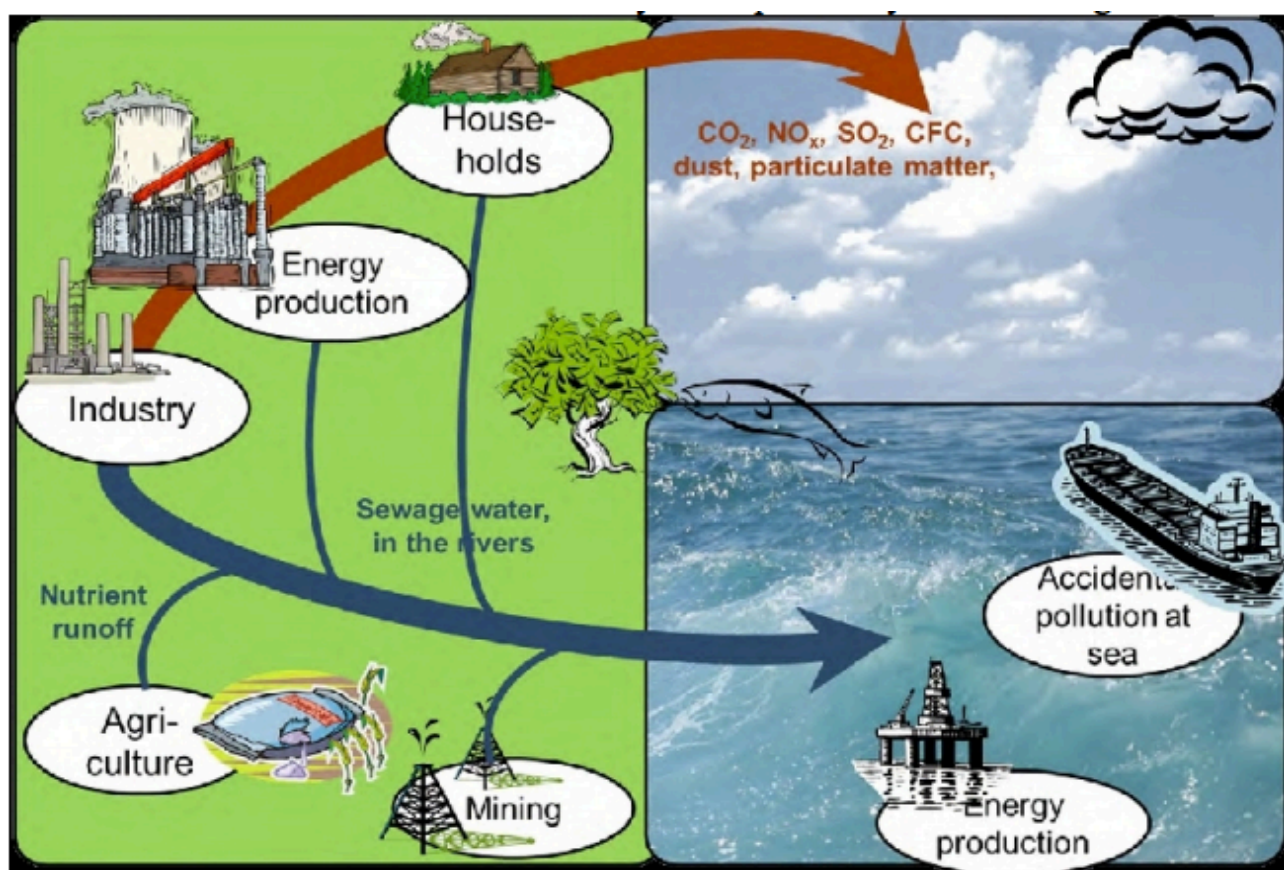 House-
holds
CO₂, NOₓ, SO₂, CFC,
dust, particulate matter,
Energy
production
Industry
Sewage water,
in the rivers
Nutrient
runoff
Agri-
culture
Mining
pollution at
sea
Energy
production